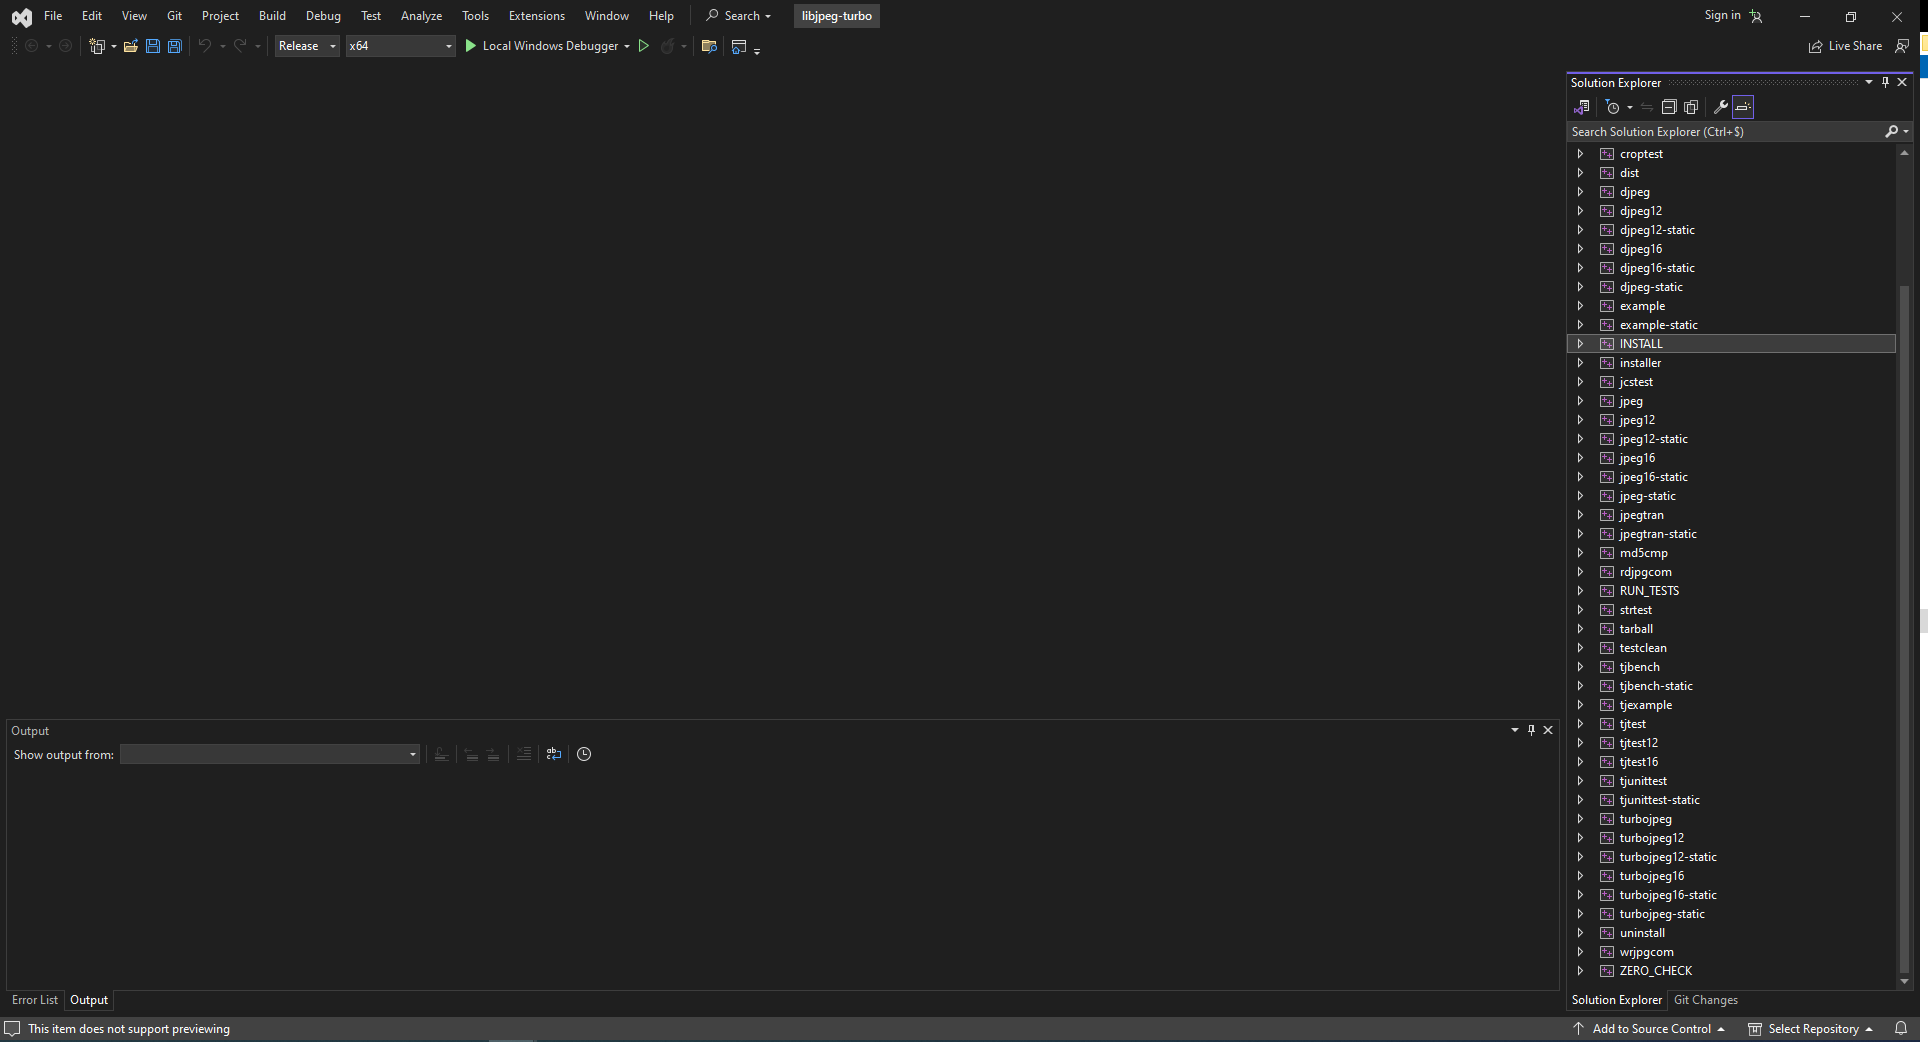 File Edit View Git Project Build Debug Test Analyze Tools Extensions Window Help Search libjpeg-turbo Sign in
Release x64 Local Windows Debugger Live Share
Solution Explorer
Search Solution Explorer (Ctrl+$)
croptest
dist
djpeg
djpeg12
djpeg12-static
djpeg16
djpeg16-static
djpeg-static
example
example-static
INSTALL
installer
jcstest
jpeg
jpeg12
jpeg12-static
jpeg16
jpeg16-static
jpeg-static
jpegtran
jpegtran-static
md5cmp
rdjpgcom
RUN_TESTS
strtest
tarball
testclean
tjbench
tjbench-static
tjexample
tjtest
tjtest12
tjtest16
tjunittest
tjunittest-static
turbojpeg
turbojpeg12
turbojpeg12-static
turbojpeg16
turbojpeg16-static
turbojpeg-static
uninstall
wrjpgcom
ZERO_CHECK
Solution Explorer Git Changes
Output
Show output from:
Error List Output
This item does not support previewing
Add to Source Control Select Repository